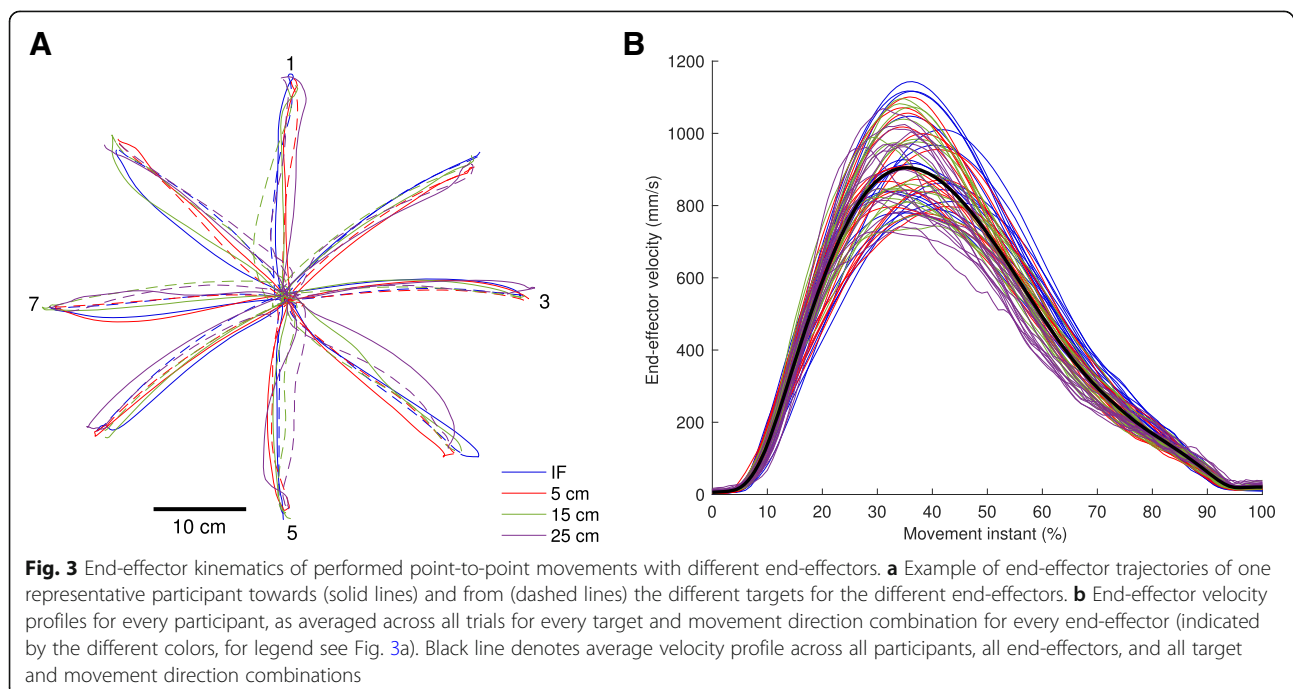 A
1
3
5
7
10 cm
IF
5 cm
15 cm
25 cm
B
1200
1000
800
600
400
200
0
End-effector velocity (mm/s)
0 10 20 30 40 50 60 70 80 90 100
Movement instant (%)
Fig. 3 End-effector kinematics of performed point-to-point movements with different end-effectors. a Example of end-effector trajectories of one
representative participant towards (solid lines) and from (dashed lines) the different targets for the different end-effectors. b End-effector velocity
profiles for every participant, as averaged across all trials for every target and movement direction combination for every end-effector (indicated
by the different colors, for legend see Fig. 3a). Black line denotes average velocity profile across all participants, all end-effectors, and all target
and movement direction combinations